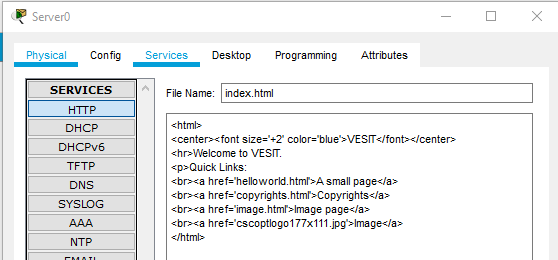 Server0
Physical Config Services Desktop Programming Attributes
SERVICES
HTTP
DHCP
DHCPv6
TFTP
DNS
SYSLOG
AAA
NTP
EMAIL
File Name: index.html
<html>
<center><font size='+2' color='blue'>VESIT</font></center>
<hr>Welcome to VESIT.
<p>Quick Links:
<br><a href='helloworld.html'>A small page</a>
<br><a href='copyrights.html'>Copyrights</a>
<br><a href='image.html'>Image page</a>
<br><a href='cscoptlogo177x111.jpg'>Image</a>
</html>